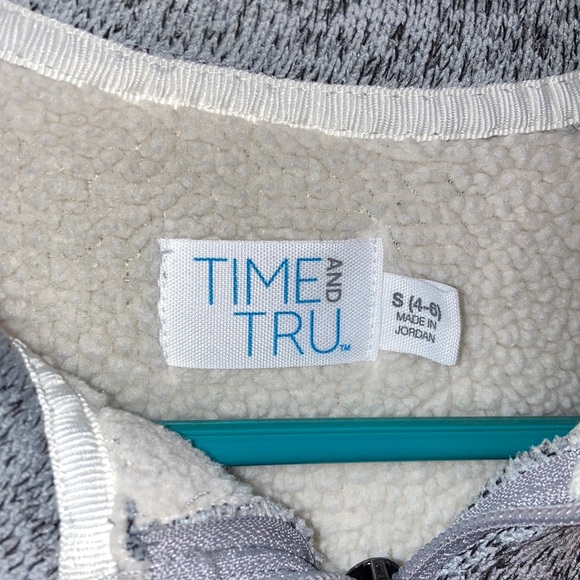 TIME AND
TRU™
S (4-6)
MADE IN
JORDAN